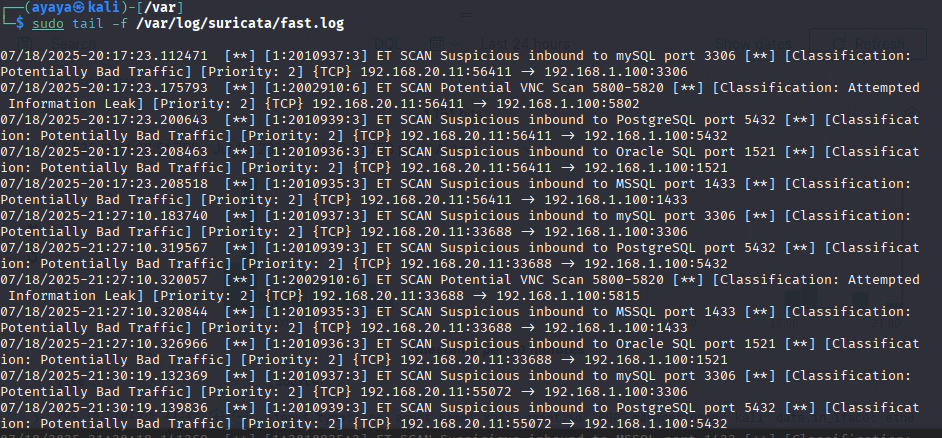 ┌──(ayaya㉿kali)-[/var]
└─$ sudo tail -f /var/log/suricata/fast.log
07/18/2025-20:17:23.112471  [**] [1:2010937:3] ET SCAN Suspicious inbound to mySQL port 3306 [**] [Classification:
Potentially Bad Traffic] [Priority: 2] {TCP} 192.168.20.11:56411 → 192.168.1.100:3306
07/18/2025-20:17:23.175793  [**] [1:2002910:6] ET SCAN Potential VNC Scan 5800-5820 [**] [Classification: Attempted
 Information Leak] [Priority: 2] {TCP} 192.168.20.11:56411 → 192.168.1.100:5802
07/18/2025-20:17:23.200643  [**] [1:2010939:3] ET SCAN Suspicious inbound to PostgreSQL port 5432 [**] [Classificat
ion: Potentially Bad Traffic] [Priority: 2] {TCP} 192.168.20.11:56411 → 192.168.1.100:5432
07/18/2025-20:17:23.208463  [**] [1:2010936:3] ET SCAN Suspicious inbound to Oracle SQL port 1521 [**] [Classificat
ion: Potentially Bad Traffic] [Priority: 2] {TCP} 192.168.20.11:56411 → 192.168.1.100:1521
07/18/2025-20:17:23.208518  [**] [1:2010935:3] ET SCAN Suspicious inbound to MSSQL port 1433 [**] [Classification:
Potentially Bad Traffic] [Priority: 2] {TCP} 192.168.20.11:56411 → 192.168.1.100:1433
07/18/2025-21:27:10.183740  [**] [1:2010937:3] ET SCAN Suspicious inbound to mySQL port 3306 [**] [Classification:
Potentially Bad Traffic] [Priority: 2] {TCP} 192.168.20.11:33688 → 192.168.1.100:3306
07/18/2025-21:27:10.319567  [**] [1:2010939:3] ET SCAN Suspicious inbound to PostgreSQL port 5432 [**] [Classificat
ion: Potentially Bad Traffic] [Priority: 2] {TCP} 192.168.20.11:33688 → 192.168.1.100:5432
07/18/2025-21:27:10.320057  [**] [1:2002910:6] ET SCAN Potential VNC Scan 5800-5820 [**] [Classification: Attempted
 Information Leak] [Priority: 2] {TCP} 192.168.20.11:33688 → 192.168.1.100:5815
07/18/2025-21:27:10.320844  [**] [1:2010935:3] ET SCAN Suspicious inbound to MSSQL port 1433 [**] [Classification:
Potentially Bad Traffic] [Priority: 2] {TCP} 192.168.20.11:33688 → 192.168.1.100:1433
07/18/2025-21:27:10.326966  [**] [1:2010936:3] ET SCAN Suspicious inbound to Oracle SQL port 1521 [**] [Classificat
ion: Potentially Bad Traffic] [Priority: 2] {TCP} 192.168.20.11:33688 → 192.168.1.100:1521
07/18/2025-21:30:19.132369  [**] [1:2010937:3] ET SCAN Suspicious inbound to mySQL port 3306 [**] [Classification:
Potentially Bad Traffic] [Priority: 2] {TCP} 192.168.20.11:55072 → 192.168.1.100:3306
07/18/2025-21:30:19.139836  [**] [1:2010939:3] ET SCAN Suspicious inbound to PostgreSQL port 5432 [**] [Classificat
ion: Potentially Bad Traffic] [Priority: 2] {TCP} 192.168.20.11:55072 → 192.168.1.100:5432